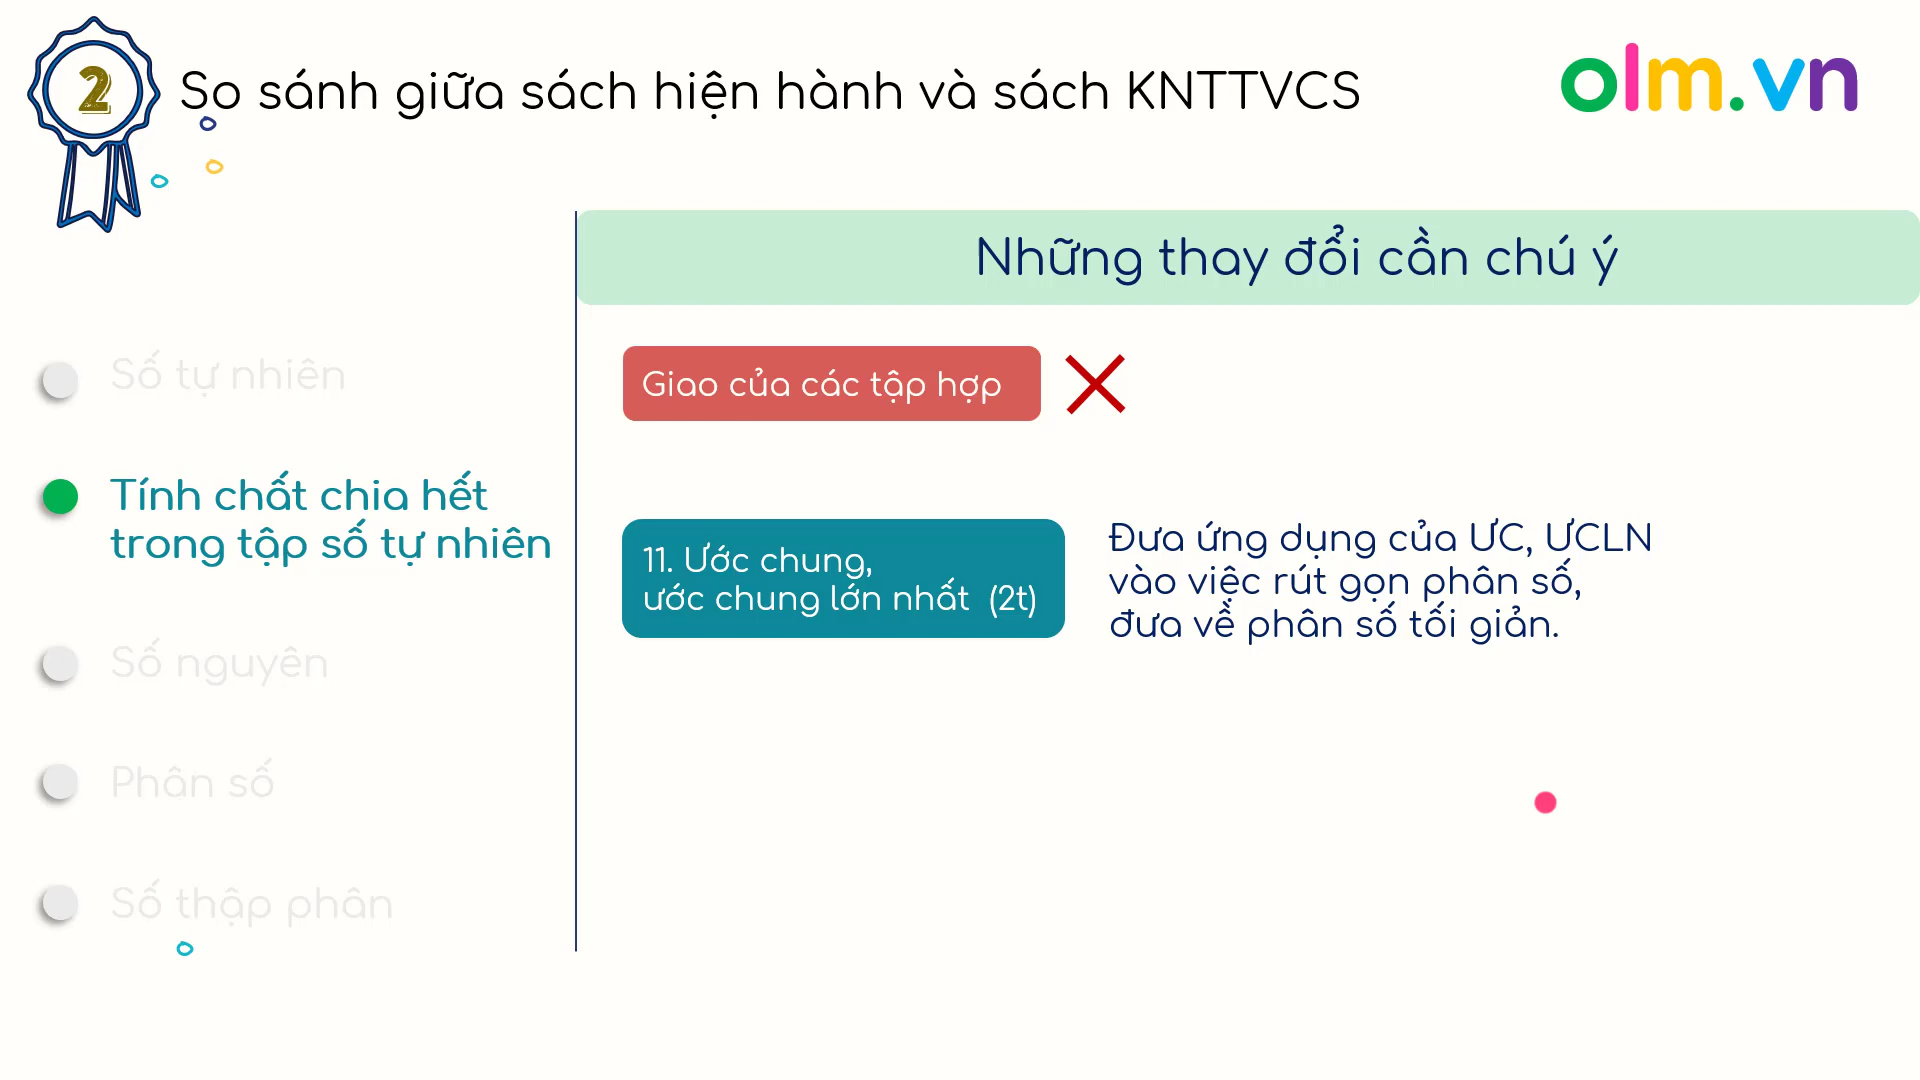 2
So sánh giữa sách hiện hành và sách KNTTVCS
olm.vn
Những thay đổi cần chú ý
Số tự nhiên
Tính chất chia hết
trong tập số tự nhiên
Số nguyên
Phân số
Số thập phân
Giao của các tập hợp
11. Ước chung,
ước chung lớn nhất (2t)
Đưa ứng dụng của ƯC, ƯCLN
vào việc rút gọn phân số,
đưa về phân số tối giản.